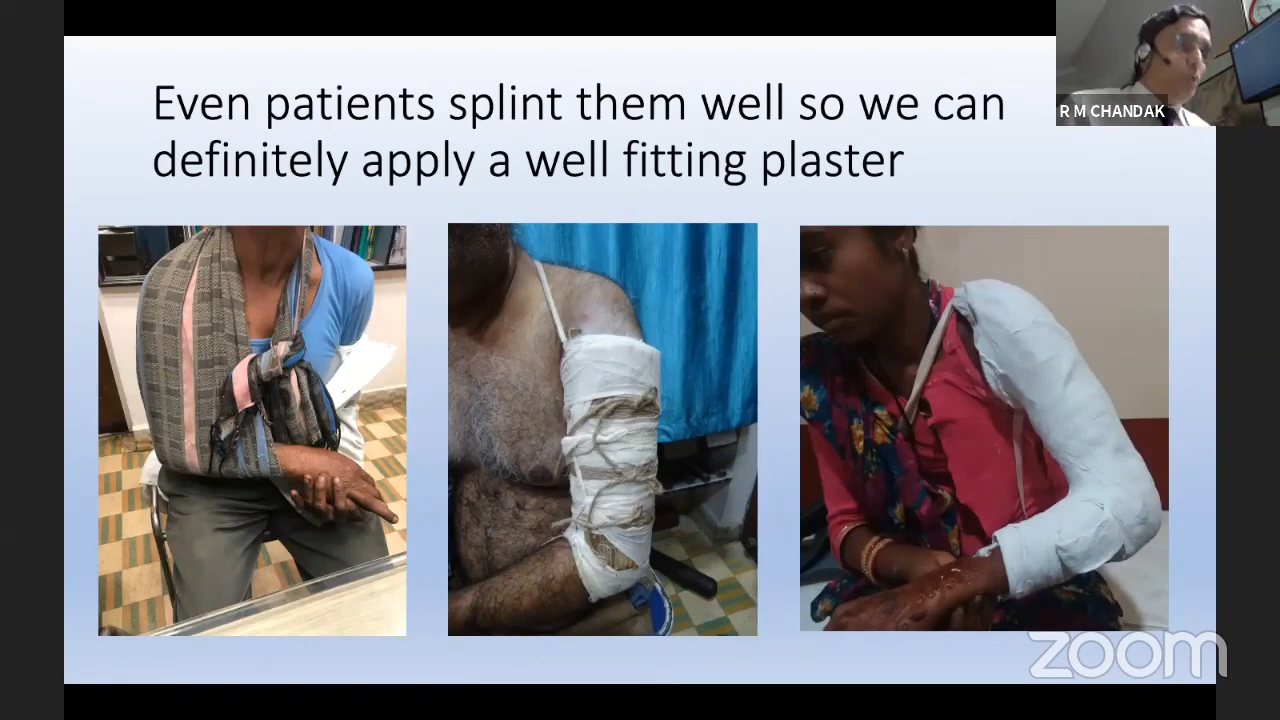 Even patients splint them well so we can
definitely apply a well fitting plaster
R M CHANDAK
zoom